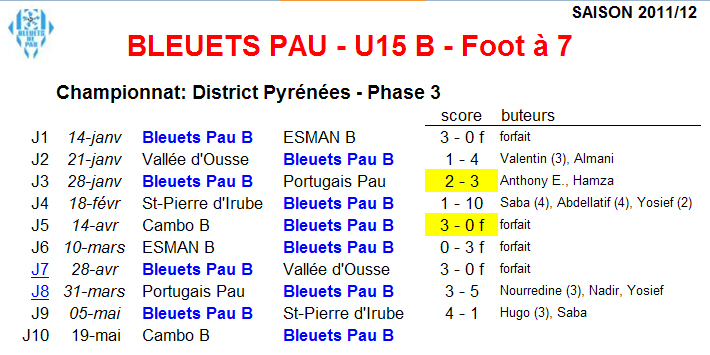 SAISON 2011/12
BLEUETS DE PAU
BLEUETS PAU - U15 B - Foot à 7
Championnat: District Pyrénées - Phase 3
score buteurs
J1 14-janv Bleuets Pau B ESMAN B 3 - 0 f forfait
J2 21-janv Vallée d'Ousse Bleuets Pau B 1 - 4 Valentin (3), Almani
J3 28-janv Bleuets Pau B Portugais Pau 2 - 3 Anthony E., Hamza
J4 18-févr St-Pierre d'Irube Bleuets Pau B 1 - 10 Saba (4), Abdellatif (4), Yosief (2)
J5 14-avr Cambo B Bleuets Pau B 3 - 0 f forfait
J6 10-mars ESMAN B Bleuets Pau B 0 - 3 f forfait
J7 28-avr Bleuets Pau B Vallée d'Ousse 3 - 0 f forfait
J8 31-mars Portugais Pau Bleuets Pau B 3 - 5 Nourredine (3), Nadir, Yosief
J9 05-mai Bleuets Pau B St-Pierre d'Irube 4 - 1 Hugo (3), Saba
J10 19-mai Cambo B Bleuets Pau B